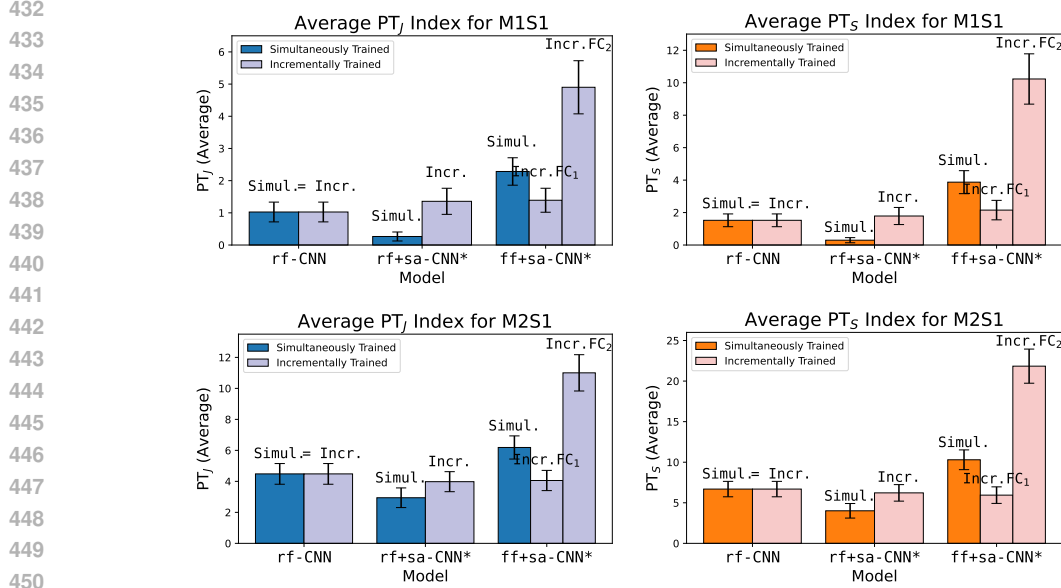 432
433
434
435
436
437
438
439
440
441
442
443
444
445
446
447
448
449
450
Average PT_J Index for M1S1
Simultaneously Trained
Incrementally Trained
PT_J (Average)
6
5
4
3
2
1
0
Simul.= Incr.
Simul.
Incr.
Simul.
Incr.FC₁
Incr.FC₂
rf-CNN
rf+sa-CNN*
ff+sa-CNN*
Model
Average PT_S Index for M1S1
Simultaneously Trained
Incrementally Trained
PT_S (Average)
12
10
8
6
4
2
0
Simul.= Incr.
Simul.
Incr.
Simul.
Incr.FC₁
Incr.FC₂
rf-CNN
rf+sa-CNN*
ff+sa-CNN*
Model
Average PT_J Index for M2S1
Simultaneously Trained
Incrementally Trained
PT_J (Average)
12
10
8
6
4
2
0
Simul.= Incr.
Simul.
Incr.
Simul.
Incr.FC₁
Incr.FC₂
rf-CNN
rf+sa-CNN*
ff+sa-CNN*
Model
Average PT_S Index for M2S1
Simultaneously Trained
Incrementally Trained
PT_S (Average)
25
20
15
10
5
0
Simul.= Incr.
Simul.
Incr.
Simul.
Incr.FC₁
Incr.FC₂
rf-CNN
rf+sa-CNN*
ff+sa-CNN*
Model